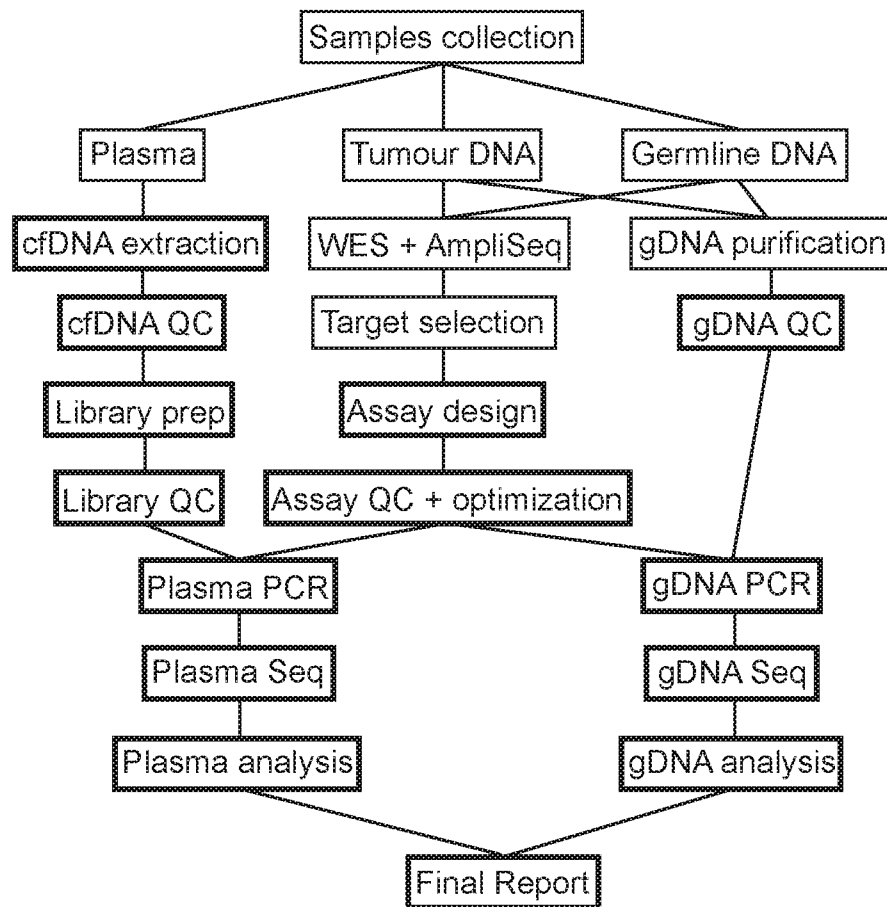 Samples collection
Plasma
Tumour DNA
Germline DNA
cfDNA extraction
WES + AmpliSeq
gDNA purification
cfDNA QC
Target selection
gDNA QC
Library prep
Assay design
Library QC
Assay QC + optimization
Plasma PCR
gDNA PCR
Plasma Seq
gDNA Seq
Plasma analysis
gDNA analysis
Final Report